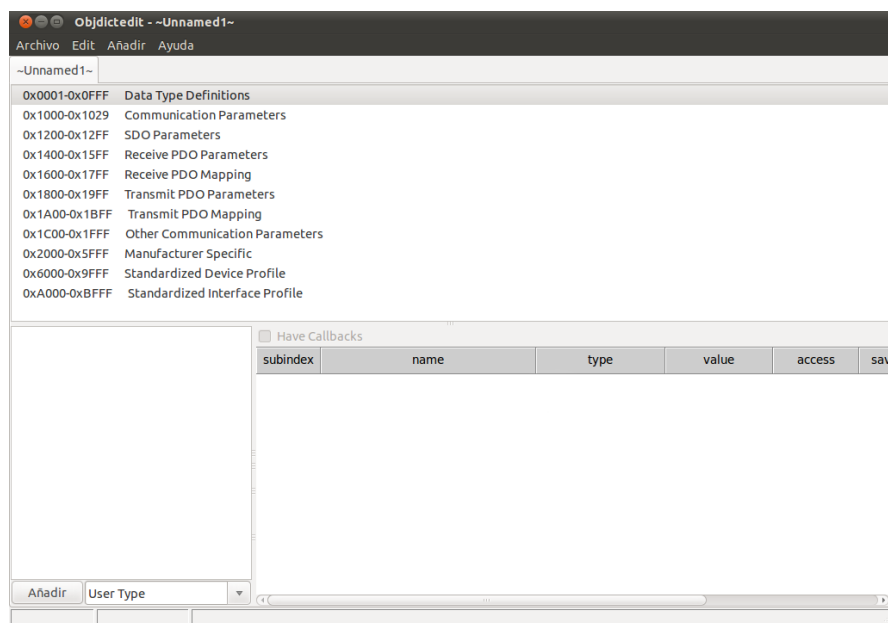 Objdictedit - ~Unnamed1~
Archivo Edit Añadir Ayuda
~Unnamed1~
0x0001-0x0FFF Data Type Definitions
0x1000-0x1029 Communication Parameters
0x1200-0x12FF SDO Parameters
0x1400-0x15FF Receive PDO Parameters
0x1600-0x17FF Receive PDO Mapping
0x1800-0x19FF Transmit PDO Parameters
0x1A00-0x1BFF Transmit PDO Mapping
0x1C00-0x1FFF Other Communication Parameters
0x2000-0x5FFF Manufacturer Specific
0x6000-0x9FFF Standardized Device Profile
0xA000-0xBFFF Standardized Interface Profile
Have Callbacks
subindex name type value access sav
Añadir User Type